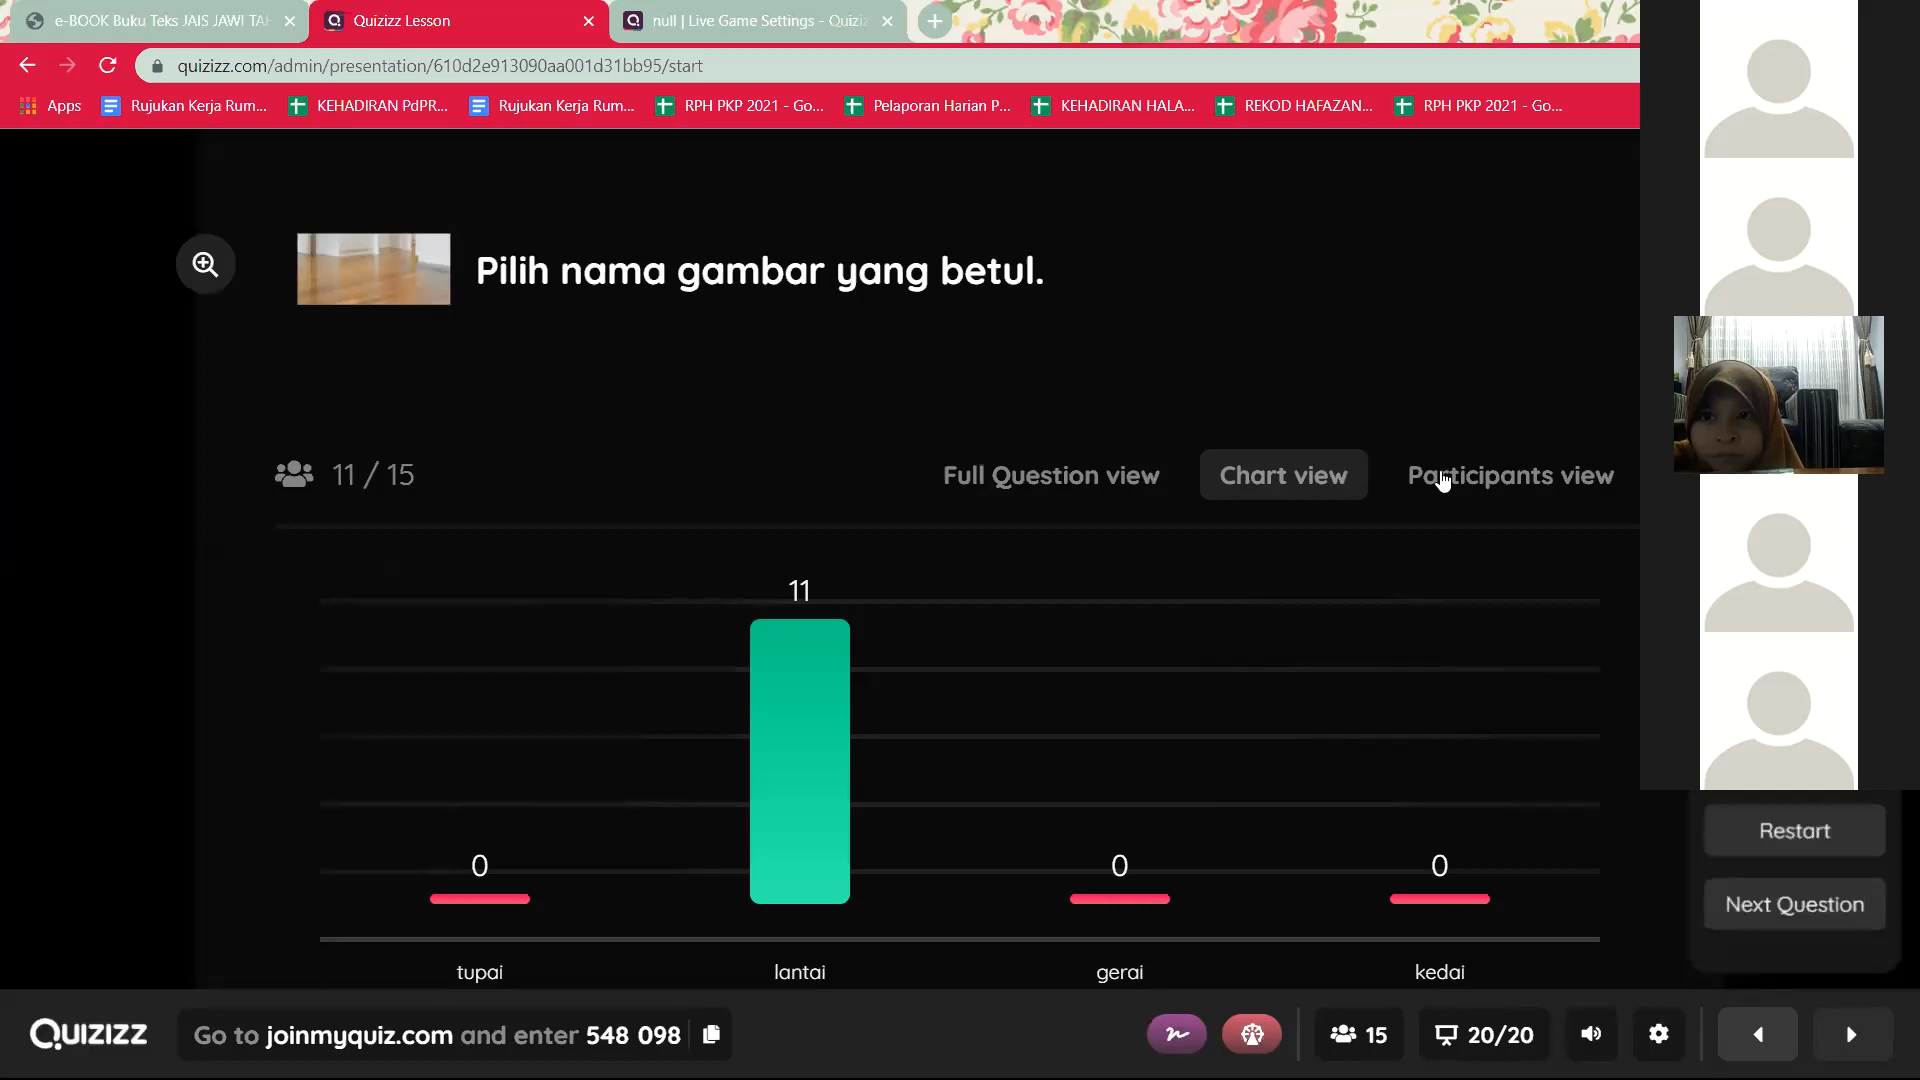 e-BOOK Buku Teks JAIS JAWI TAH
Quizizz Lesson
null | Live Game Settings - Quiziz
quizizz.com/admin/presentation/610d2e913090aa001d31bb95/start
Apps
Rujukan Kerja Rum...
KEHADIRAN PdPR...
Rujukan Kerja Rum...
RPH PKP 2021 - Go...
Pelaporan Harian P...
KEHADIRAN HALA...
REKOD HAFAZAN...
RPH PKP 2021 - Go...
Pilih nama gambar yang betul.
11 / 15
Full Question view
Chart view
Participants view
11
0
0
0
tupai
lantai
gerai
kedai
Restart
Next Question
QUIZIZZ
Go to joinmyquiz.com and enter 548 098
15
20/20